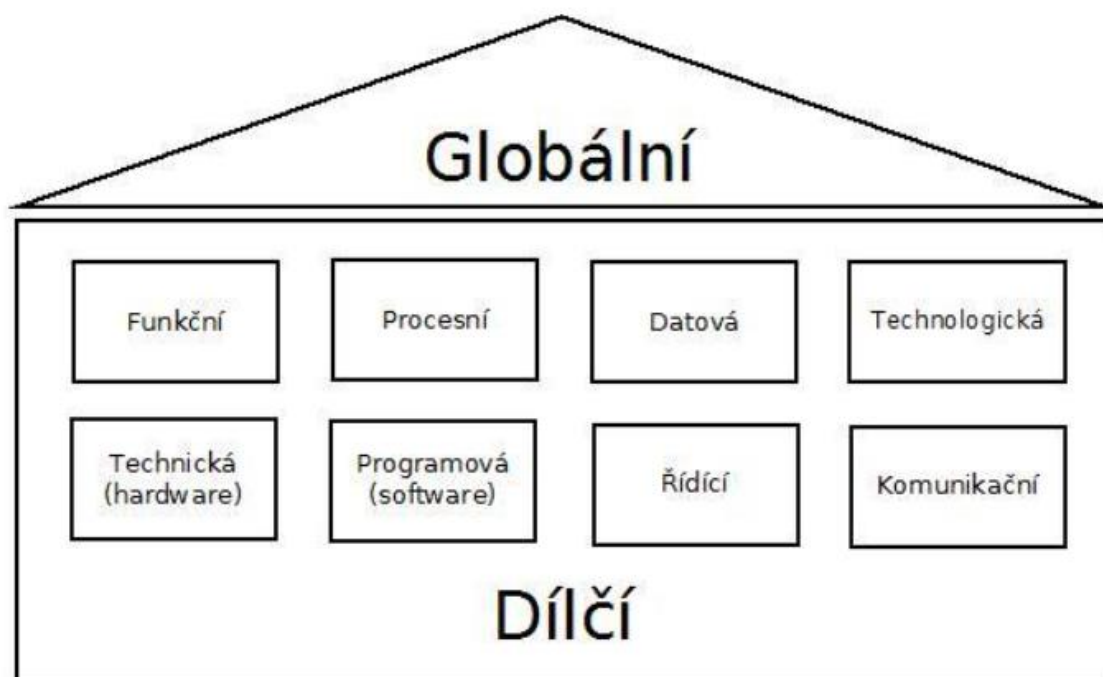 Globální
Funkční
Procesní
Datová
Technologická
Technická
(hardware)
Programová
(software)
Řídící
Komunikační
Dílčí